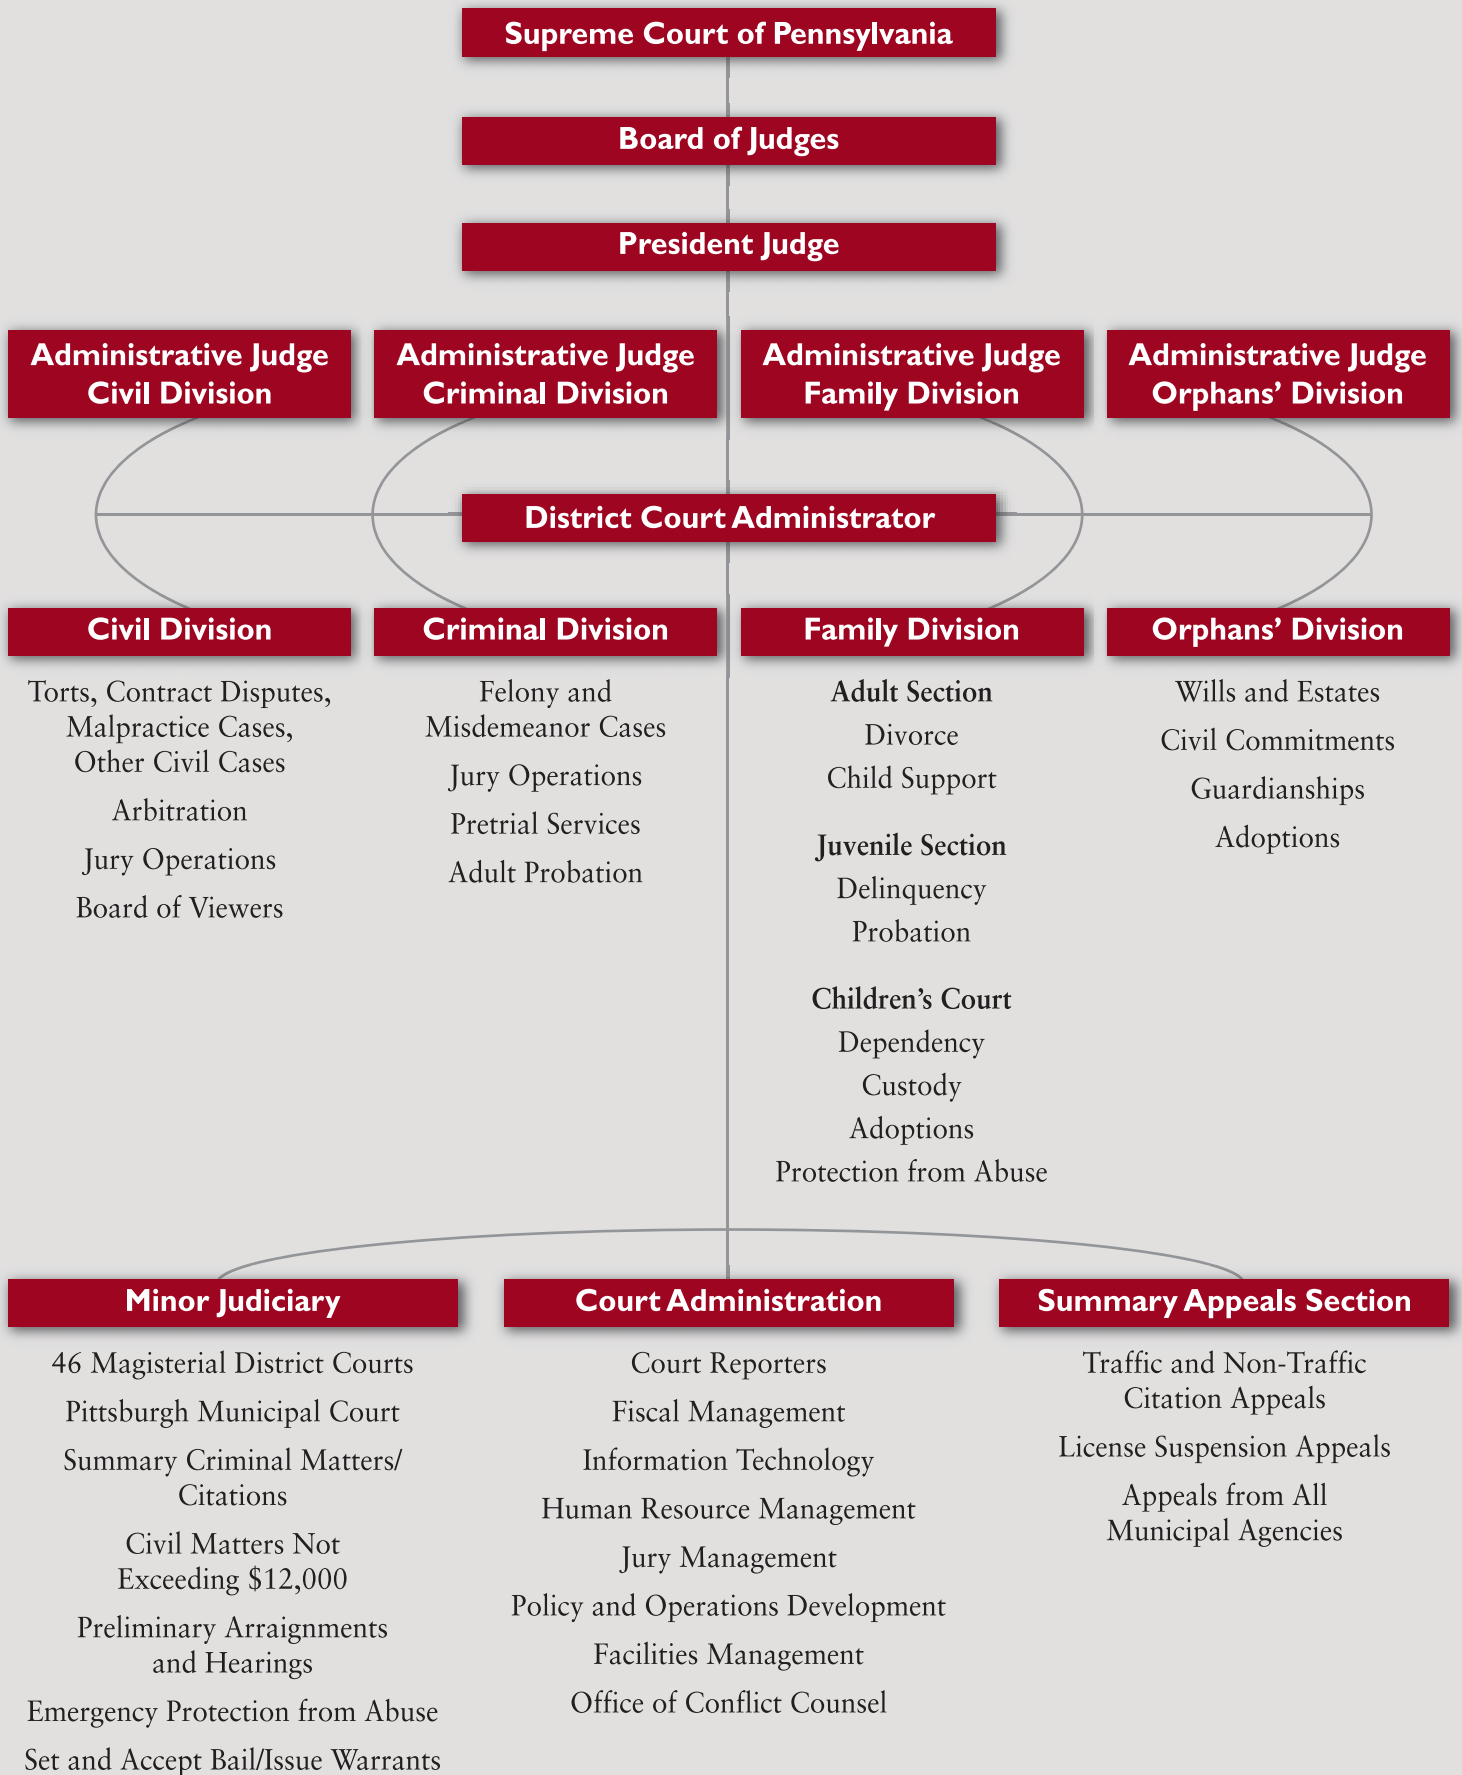 Supreme Court of Pennsylvania
Board of Judges
President Judge
Administrative Judge
Civil Division
Administrative Judge
Criminal Division
Administrative Judge
Family Division
Administrative Judge
Orphans’ Division
District Court Administrator
Civil Division
Torts, Contract Disputes,
Malpractice Cases,
Other Civil Cases
Arbitration
Jury Operations
Board of Viewers
Criminal Division
Felony and
Misdemeanor Cases
Jury Operations
Pretrial Services
Adult Probation
Family Division
Adult Section
Divorce
Child Support
Juvenile Section
Delinquency
Probation
Children’s Court
Dependency
Custody
Adoptions
Protection from Abuse
Orphans’ Division
Wills and Estates
Civil Commitments
Guardianships
Adoptions
Minor Judiciary
46 Magisterial District Courts
Pittsburgh Municipal Court
Summary Criminal Matters/
Citations
Civil Matters Not
Exceeding $12,000
Preliminary Arraignments
and Hearings
Emergency Protection from Abuse
Set and Accept Bail/Issue Warrants
Court Administration
Court Reporters
Fiscal Management
Information Technology
Human Resource Management
Jury Management
Policy and Operations Development
Facilities Management
Office of Conflict Counsel
Summary Appeals Section
Traffic and Non-Traffic
Citation Appeals
License Suspension Appeals
Appeals from All
Municipal Agencies